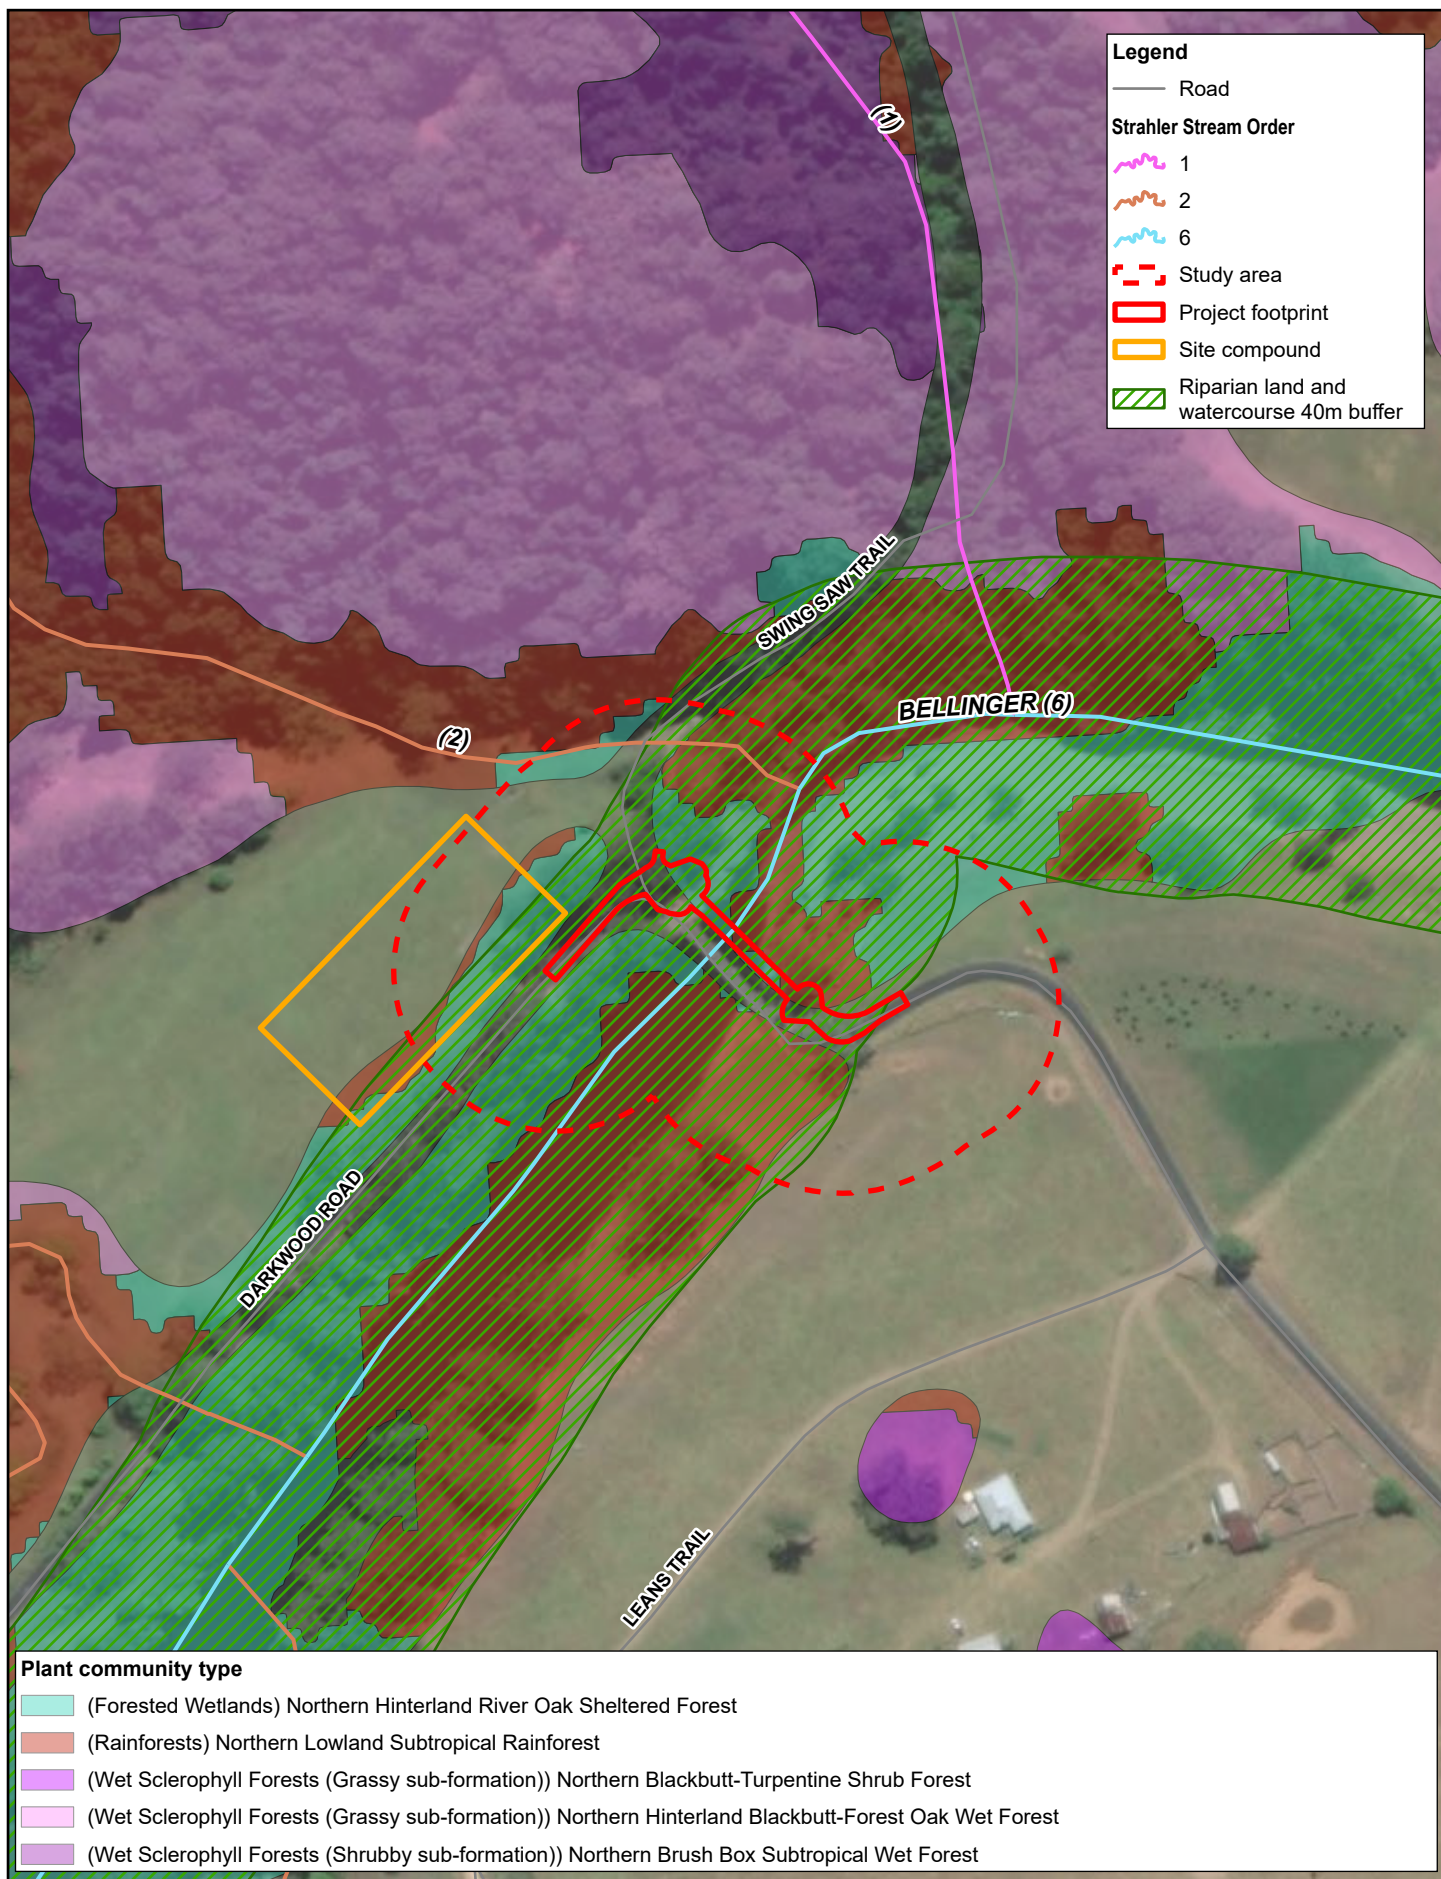 Legend
Road
Strahler Stream Order
1
2
6
Study area
Project footprint
Site compound
Riparian land and
watercourse 40m buffer
(1)
SWING SAW TRAIL
BELLINGER (6)
(2)
DARKWOOD ROAD
LEANS TRAIL
Plant community type
(Forested Wetlands) Northern Hinterland River Oak Sheltered Forest
(Rainforests) Northern Lowland Subtropical Rainforest
(Wet Sclerophyll Forests (Grassy sub-formation)) Northern Blackbutt-Turpentine Shrub Forest
(Wet Sclerophyll Forests (Grassy sub-formation)) Northern Hinterland Blackbutt-Forest Oak Wet Forest
(Wet Sclerophyll Forests (Shrubby sub-formation)) Northern Brush Box Subtropical Wet Forest